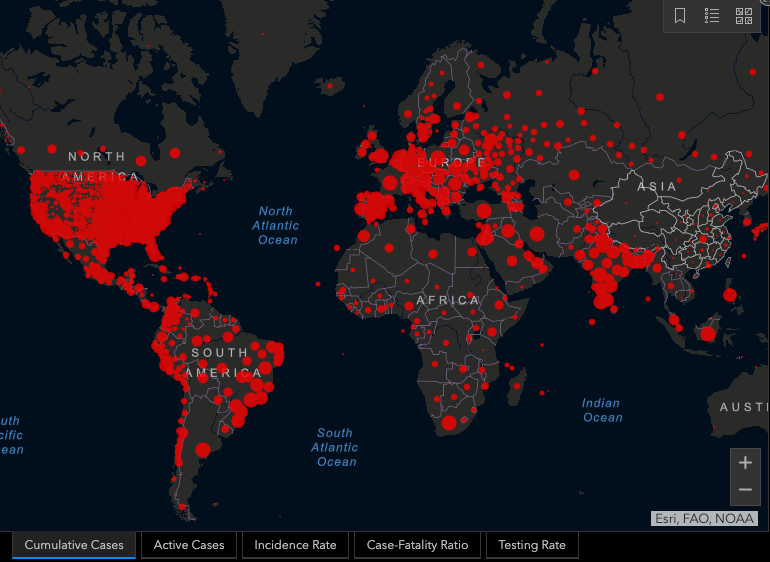 NORTH
AMERICA
EUROPE
ASIA
North
Atlantic
Ocean
AFRICA
SOUTH
AMERICA
Indian
Ocean
AUST
uth
cific
ean
South
Atlantic
Ocean
+
−
Esri, FAO, NOAA
Cumulative Cases
Active Cases
Incidence Rate
Case-Fatality Ratio
Testing Rate